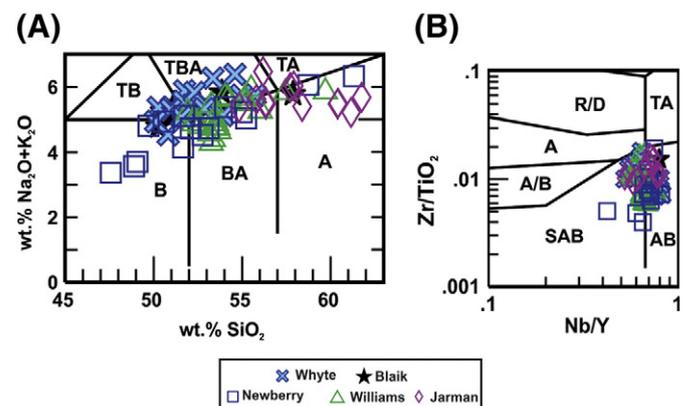 (A)
(B)
TB
TBA
TA
B
BA
A
wt.% Na₂O+K₂O
6
4
2
0
45
50
55
60
wt.% SiO₂
R/D
TA
A
A/B
SAB
AB
Zr/TiO₂
.1
.01
.001
.1
1
Nb/Y
Whyte
Blaik
Newberry
Williams
Jarman